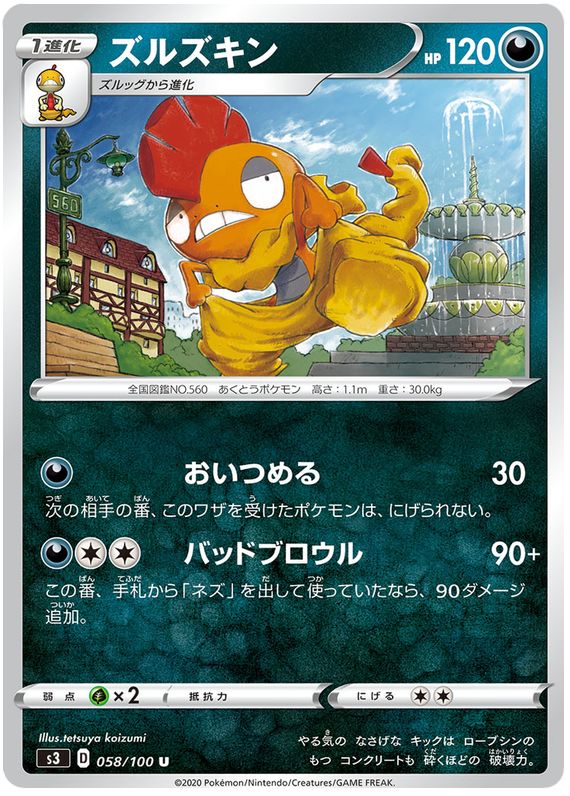 1進化
ズルズキン
HP 120
ズルッグから進化
560
全国図鑑NO.560 あくとうポケモン 高さ：1.1m 重さ：30.0kg
おいつめる 30
次の相手の番、このワザを受けたポケモンは、にげられない。
バッドブロウル 90+
この番、手札から「ネズ」を出して使っていたなら、90ダメージ
追加。
弱点 ×2 抵抗力 にげる
Illus.tetsuya koizumi
s3 D 058/100 U
やる気の なさげな キックは ローブシンの
もつ コンクリートも 砕くほどの 破壊力。
©2020 Pokémon/Nintendo/Creatures/GAME FREAK.